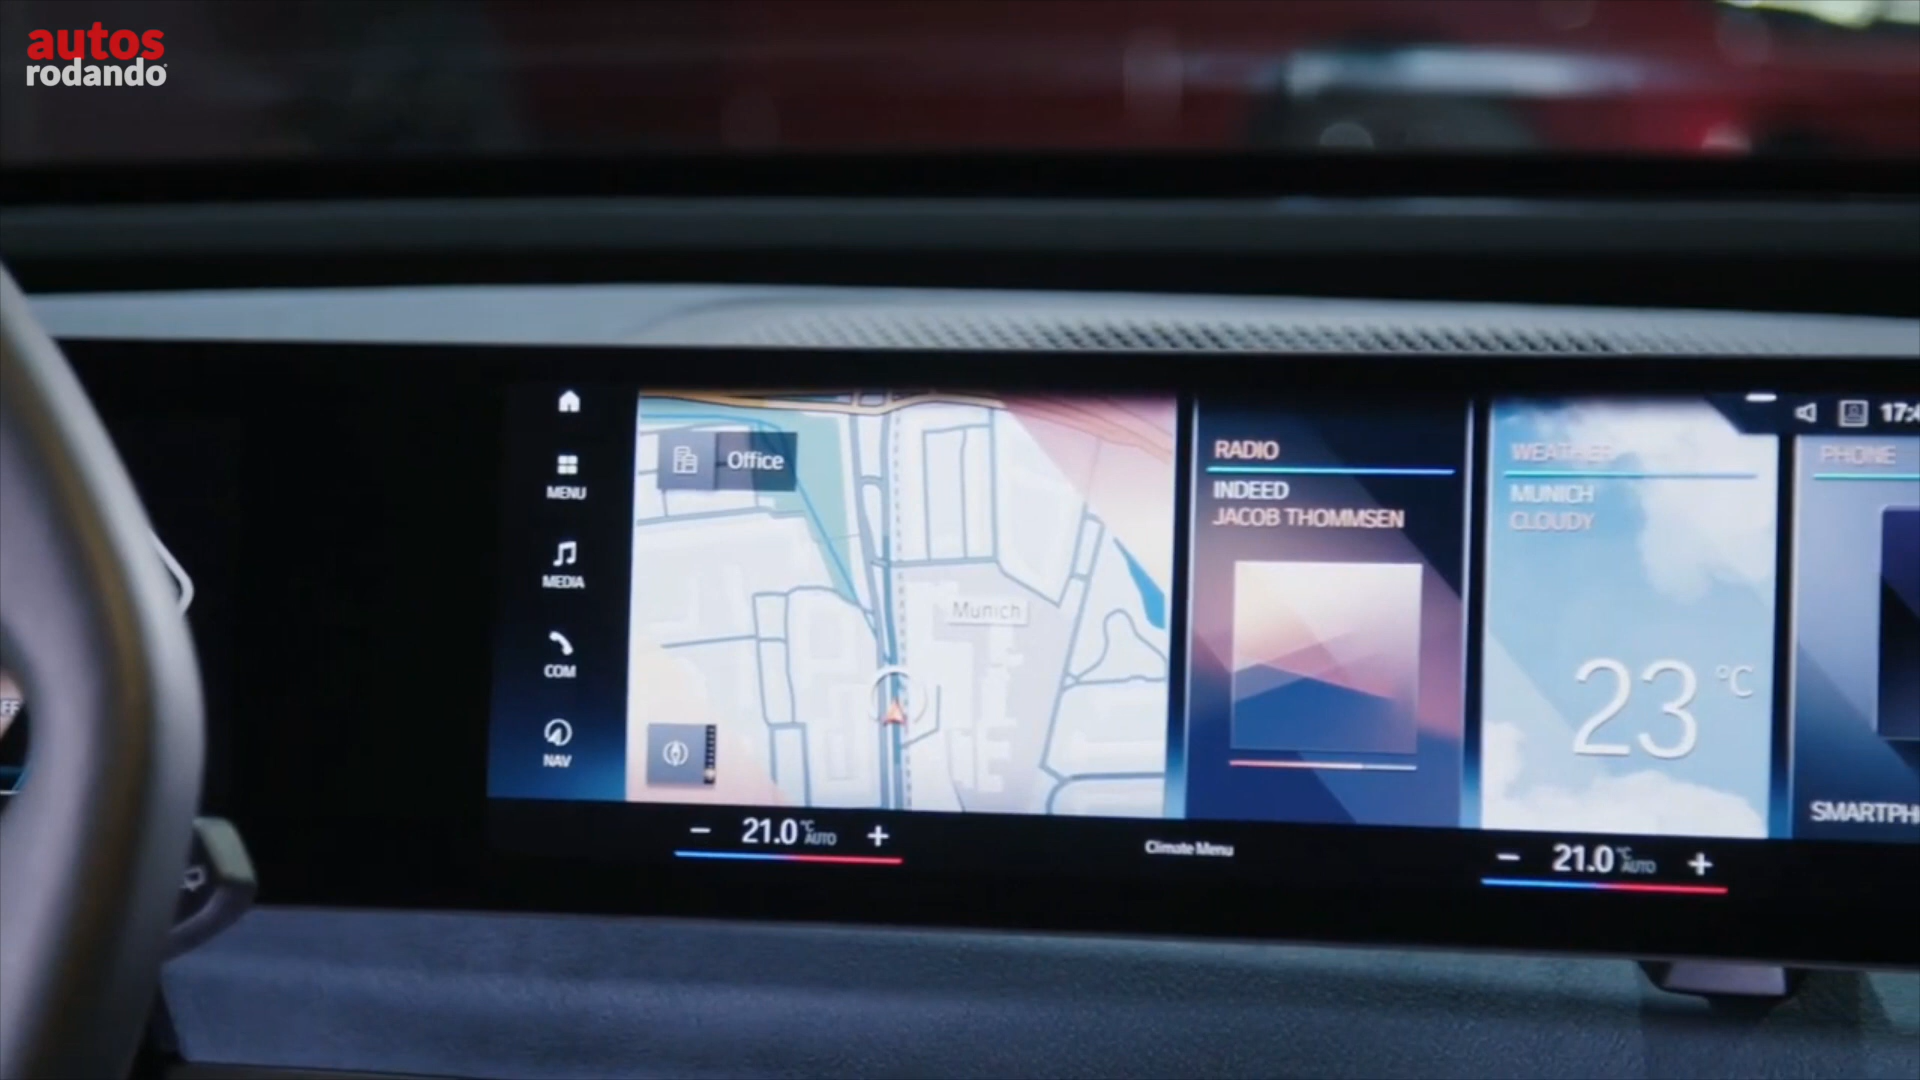 autos
rodando
MENU
MEDIA
COM
NAV
Office
Munich
RADIO
INDEED
JACOB THOMMSEN
WEATHER
MUNICH
CLOUDY
23 °C
PHONE
SMARTPH
− 21.0 °C AUTO +
Climate Menu
− 21.0 °C AUTO +